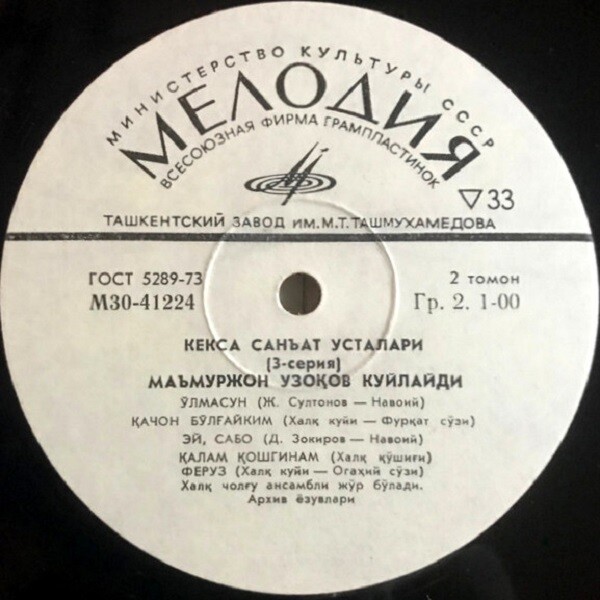 МИНИСТЕРСТВО КУЛЬТУРЫ СССР
МЕЛОДИЯ
ВСЕСОЮЗНАЯ ФИРМА ГРАМПЛАСТИНОК
▽33
ТАШКЕНТСКИЙ ЗАВОД ИМ.М.Т.ТАШМУХАМЕДОВА
ГОСТ 5289-73
2 томон
М30-41224
Гр. 2. 1-00
КЕКСА САНЪАТ УСТАЛАРИ
(3-серия)
МАЪМУРЖОН УЗОҚОВ КУЙЛАЙДИ
ЎЛМАСУН (Ж. Султонов — Навоий)
ҚАЧОН БЎЛҒАЙКИМ (Халқ куйи — Фурқат сўзи)
ЭЙ, САБО (Д. Зокиров — Навоий)
ҚАЛАМ ҚОШГИНАМ (Халқ қўшиғи)
ФЕРУЗ (Халқ куйи — Огаҳий сўзи)
Халқ чолғу ансамбли жўр бўлади.
Архив ёзувлари